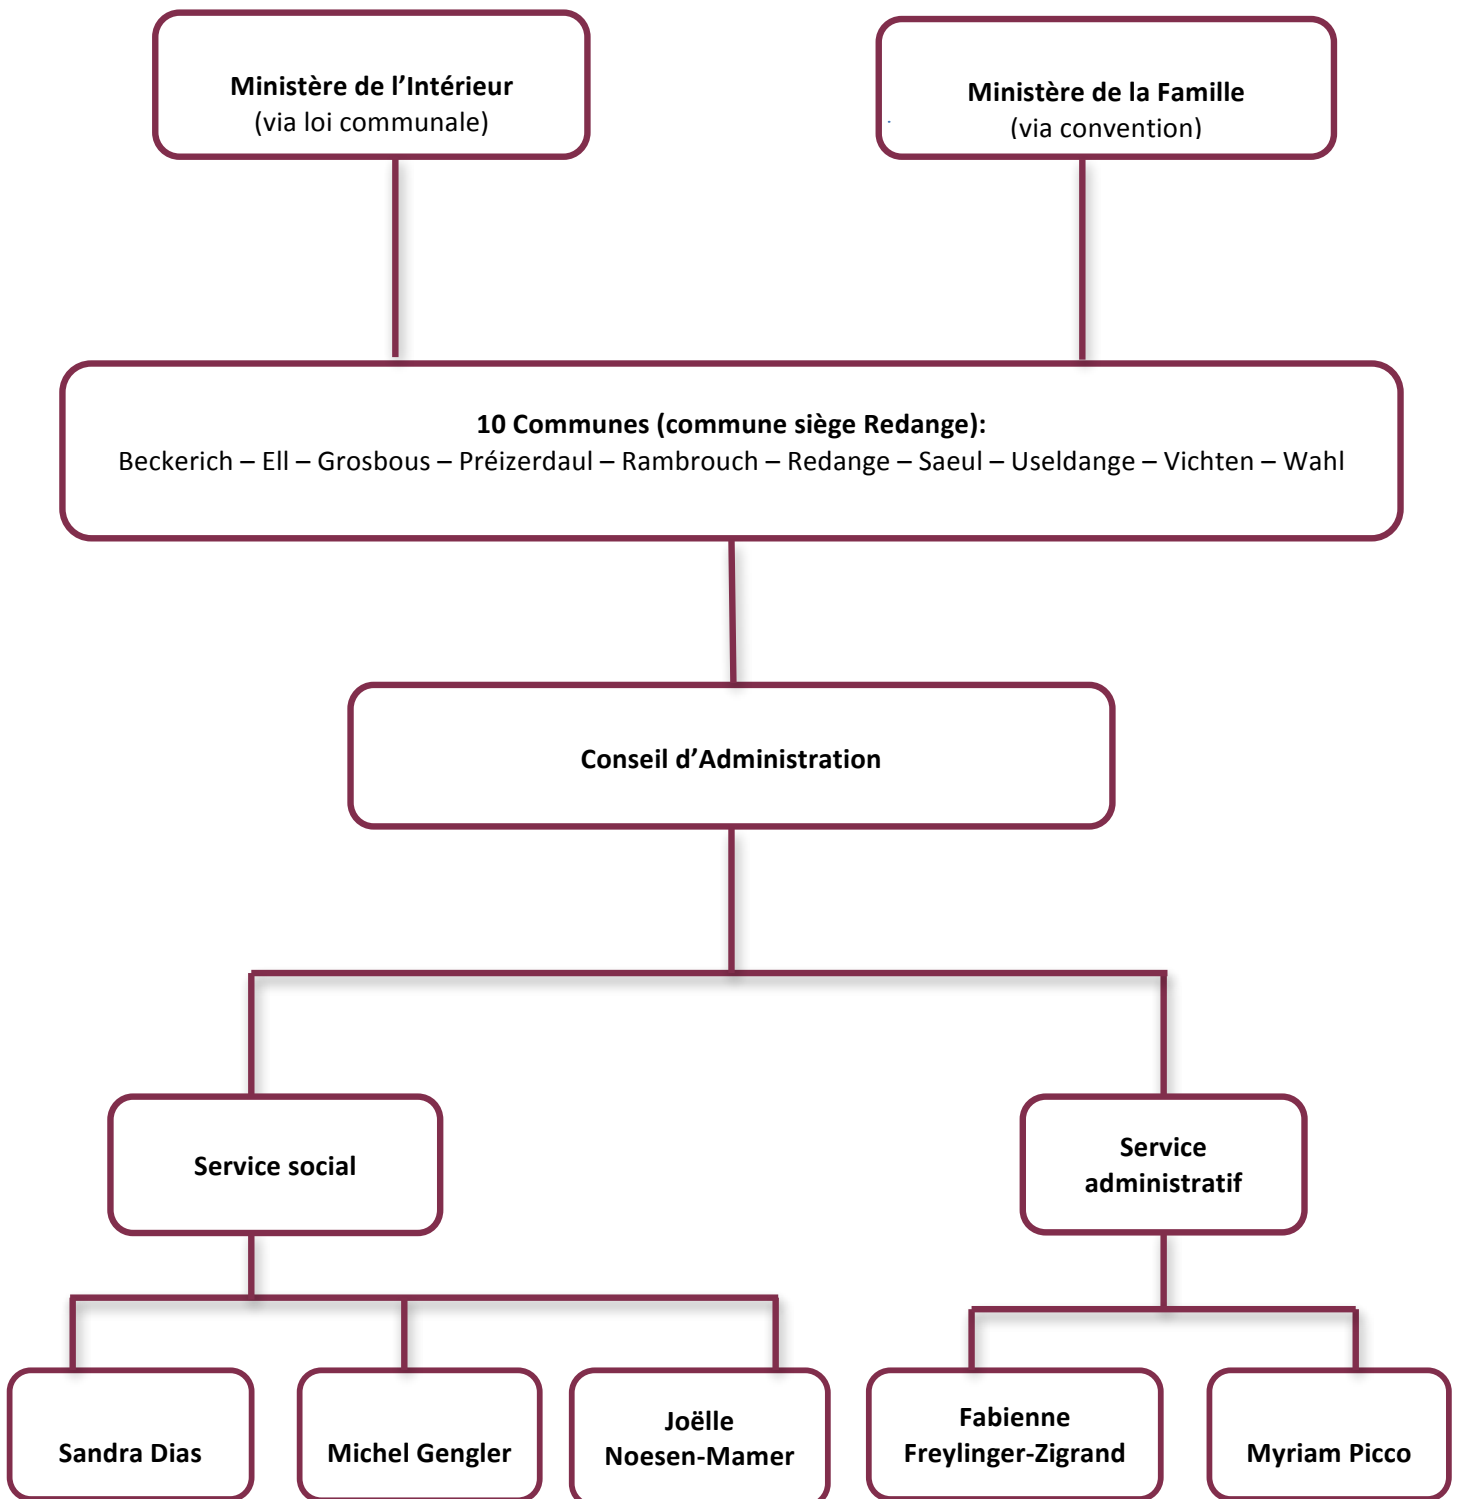 Ministère de l’Intérieur
(via loi communale)
Ministère de la Famille
(via convention)
10 Communes (commune siège Redange):
Beckerich – Ell – Grosbous – Préizerdaul – Rambrouch – Redange – Saeul – Useldange – Vichten – Wahl
Conseil d’Administration
Service social
Service
administratif
Sandra Dias
Michel Gengler
Joëlle
Noesen-Mamer
Fabienne
Freylinger-Zigrand
Myriam Picco